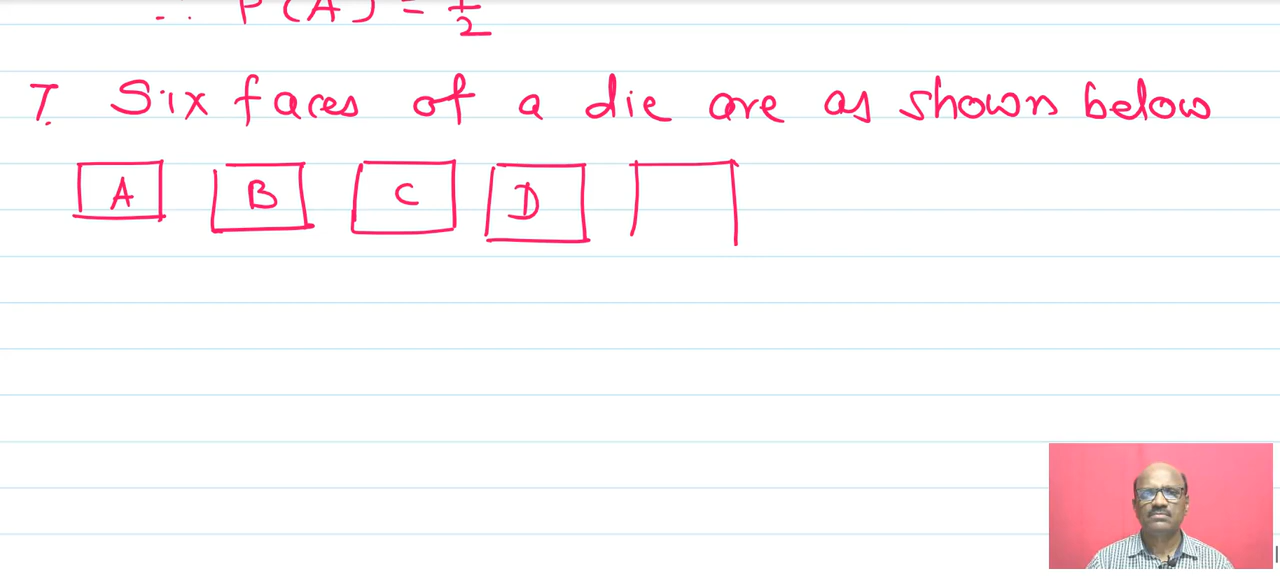 ∴ P(A) = 1/2
7. Six faces of a die are as shown below
A B C D